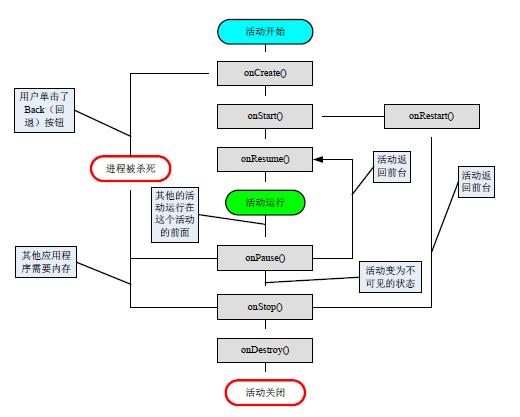 活动开始
onCreate()
用户单击了
Back（回
退）按钮
onStart()
onRestart()
onResume()
进程被杀死
活动返
回前台
活动返
回前台
其他的活
动运行在
这个活动
的前面
活动运行
其他应用程
序需要内存
onPause()
活动变为不
可见的状态
onStop()
onDestroy()
活动关闭